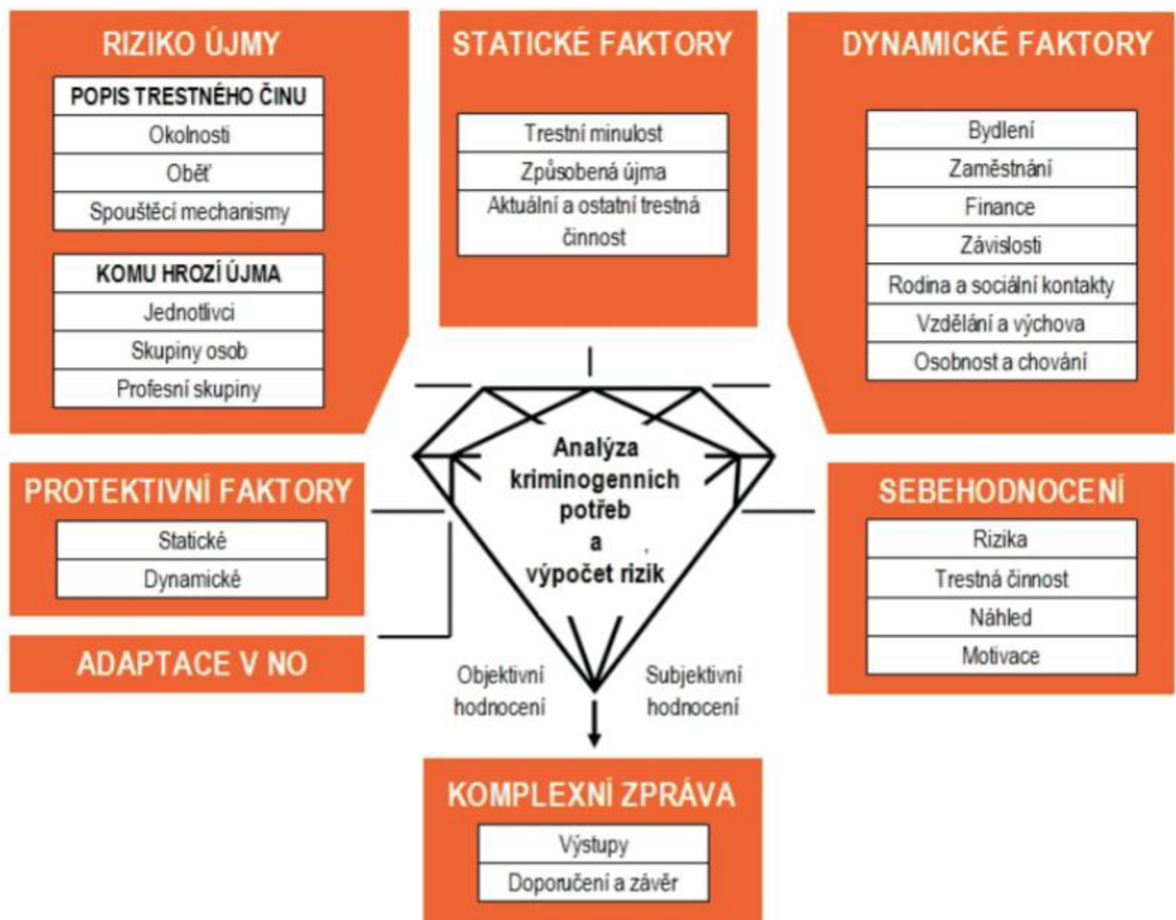 RIZIKO ÚJMY
POPIS TRESTNÉHO ČINU
Okolnosti
Oběť
Spouštěcí mechanismy
KOMU HROZÍ ÚJMA
Jednotlivci
Skupiny osob
Profesní skupiny
STATICKÉ FAKTORY
Trestní minulost
Způsobená újma
Aktuální a ostatní trestná
činnost
DYNAMICKÉ FAKTORY
Bydlení
Zaměstnání
Finance
Závislosti
Rodina a sociální kontakty
Vzdělání a výchova
Osobnost a chování
PROTEKTIVNÍ FAKTORY
Statické
Dynamické
ADAPTACE V NO
Analýza
kriminogenních
potřeb
a
výpočet rizik
SEBEHODNOCENÍ
Rizika
Trestná činnost
Náhled
Motivace
Objektivní
hodnocení
Subjektivní
hodnocení
KOMPLEXNÍ ZPRÁVA
Výstupy
Doporučení a závěr